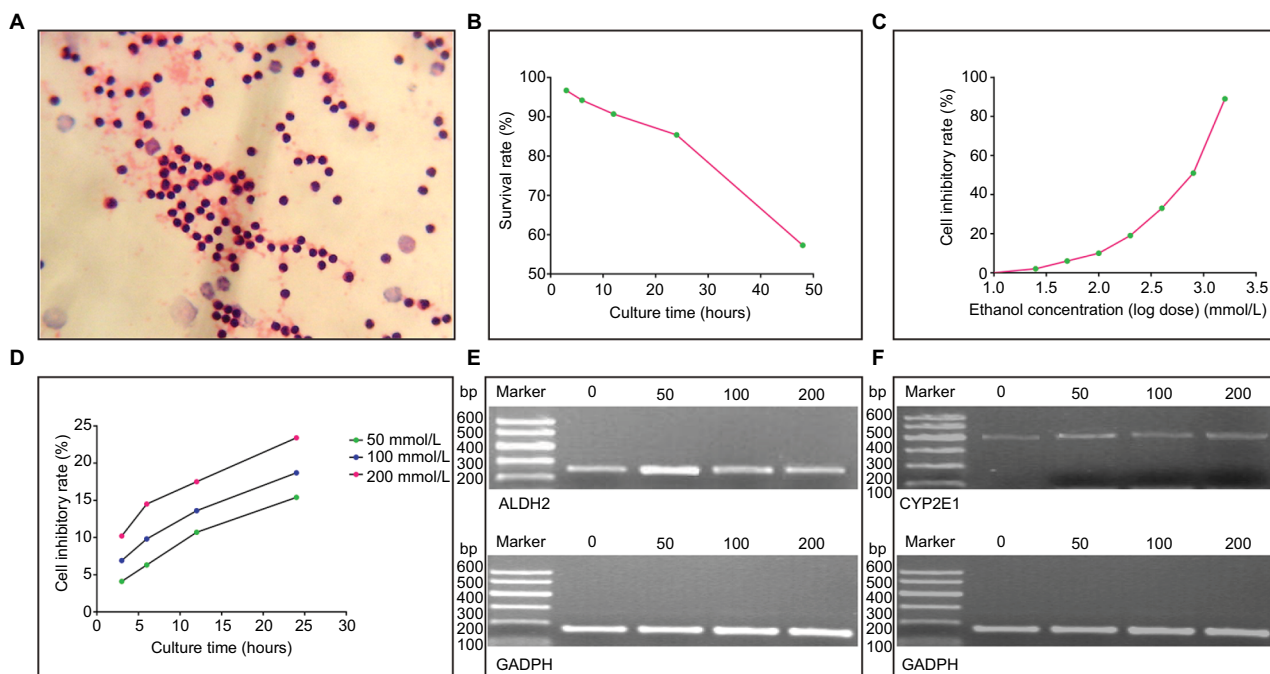 A
B
Survival rate (%)
100
90
80
70
60
50
0 10 20 30 40 50
Culture time (hours)
C
Cell inhibitory rate (%)
100
80
60
40
20
0
1.0 1.5 2.0 2.5 3.0 3.5
Ethanol concentration (log dose) (mmol/L)
D
Cell inhibitory rate (%)
25
20
15
10
5
0
0 5 10 15 20 25 30
Culture time (hours)
50 mmol/L
100 mmol/L
200 mmol/L
E
bp Marker 0 50 100 200
600
500
400
300
200
ALDH2
bp Marker 0 50 100 200
600
500
400
300
200
100
GADPH
F
bp Marker 0 50 100 200
600
500
400
300
200
100
CYP2E1
bp Marker 0 50 100 200
600
500
400
300
200
100
GADPH